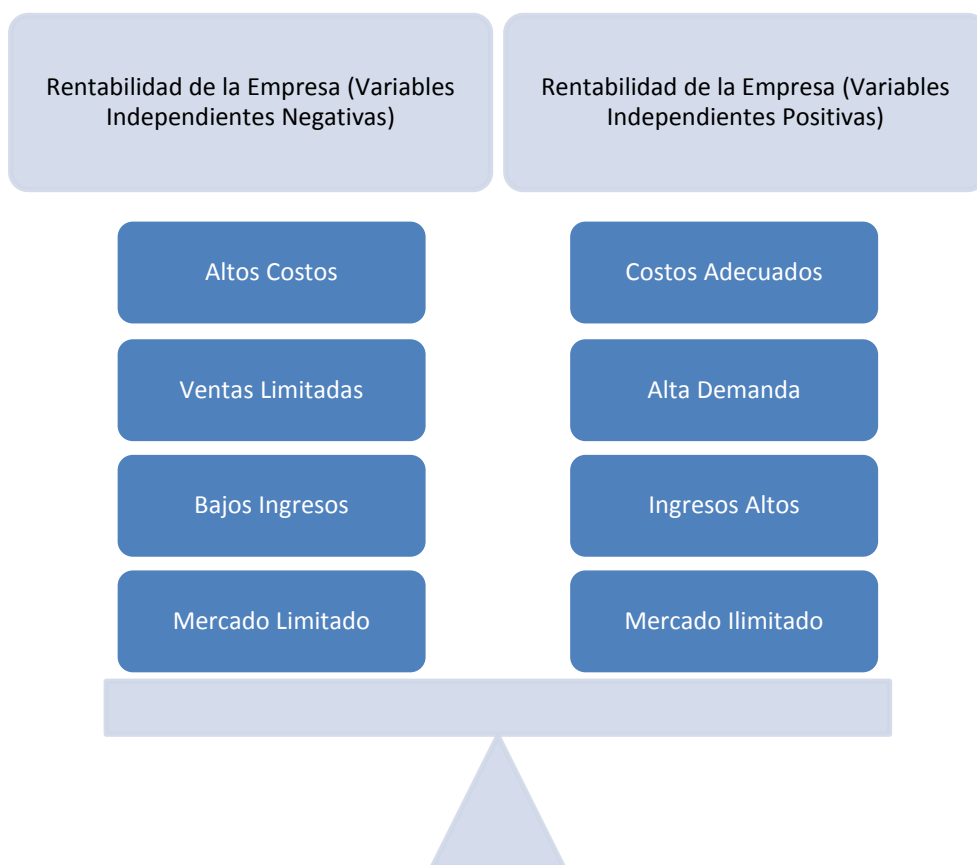 Rentabilidad de la Empresa (Variables
Independientes Negativas)
Rentabilidad de la Empresa (Variables
Independientes Positivas)
Altos Costos
Costos Adecuados
Ventas Limitadas
Alta Demanda
Bajos Ingresos
Ingresos Altos
Mercado Limitado
Mercado Ilimitado